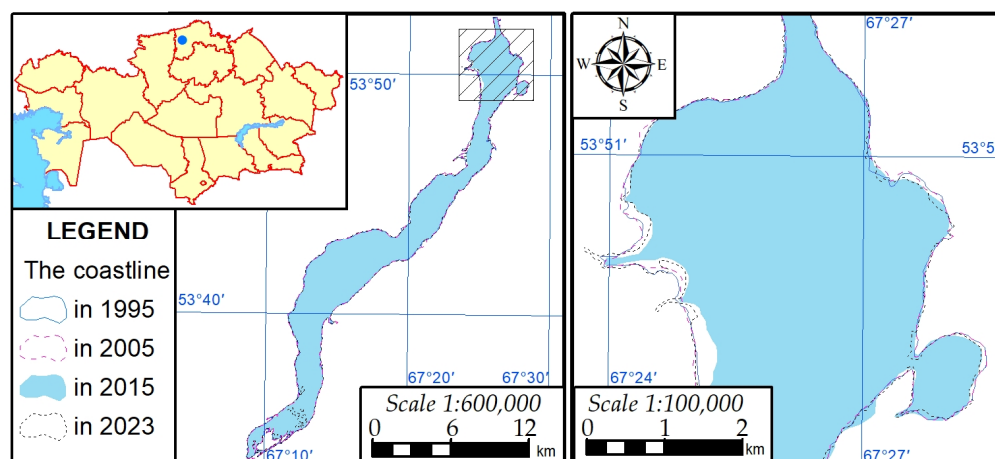 LEGEND
The coastline
in 1995
in 2005
in 2015
in 2023
53°50′
53°40′
67°20′
67°30′
67°10′
Scale 1:600,000
0 6 12
km
N
W E
S
67°27′
53°51′
53°5
67°24′
67°27′
Scale 1:100,000
0 1 2
km